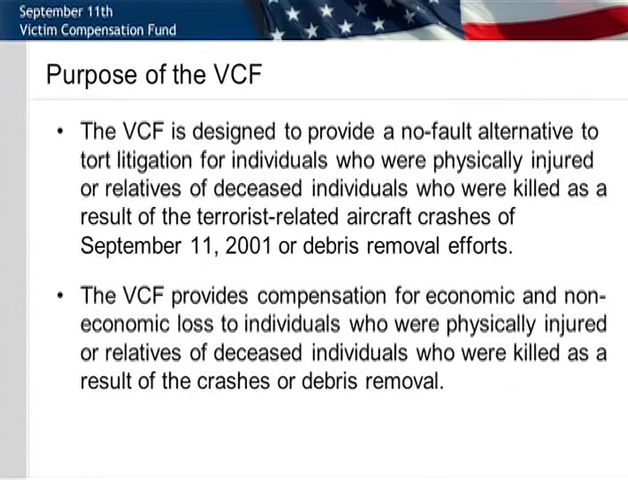 September 11th
Victim Compensation Fund
Purpose of the VCF
• The VCF is designed to provide a no-fault alternative to
tort litigation for individuals who were physically injured
or relatives of deceased individuals who were killed as a
result of the terrorist-related aircraft crashes of
September 11, 2001 or debris removal efforts.
• The VCF provides compensation for economic and non-
economic loss to individuals who were physically injured
or relatives of deceased individuals who were killed as a
result of the crashes or debris removal.